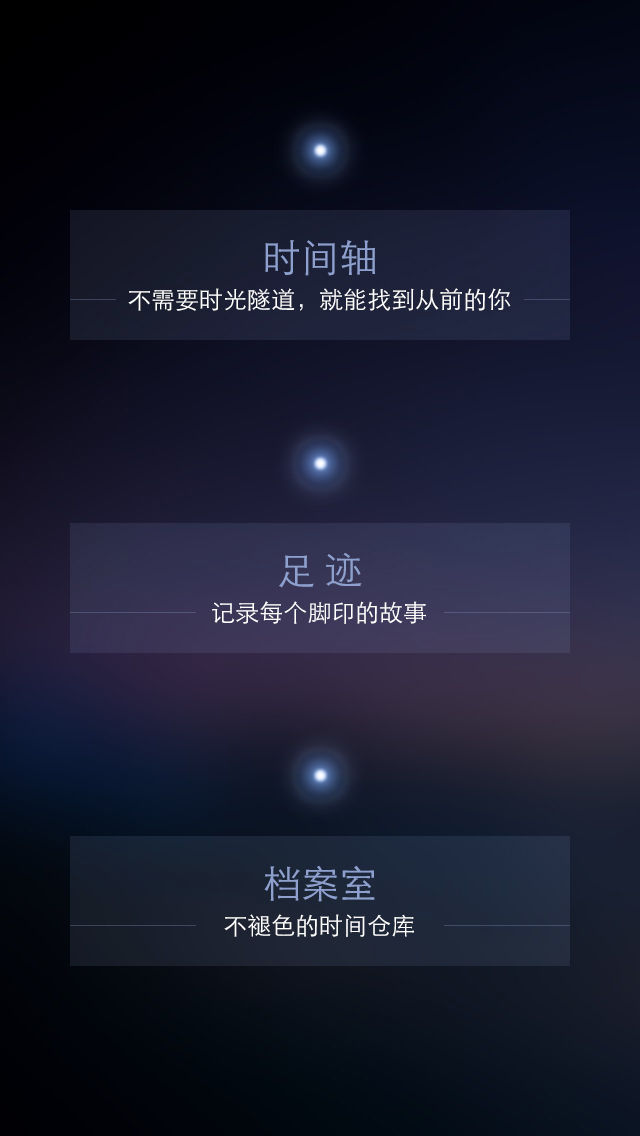 时间轴
不需要时光隧道，就能找到从前的你
足迹
记录每个脚印的故事
档案室
不褪色的时间仓库